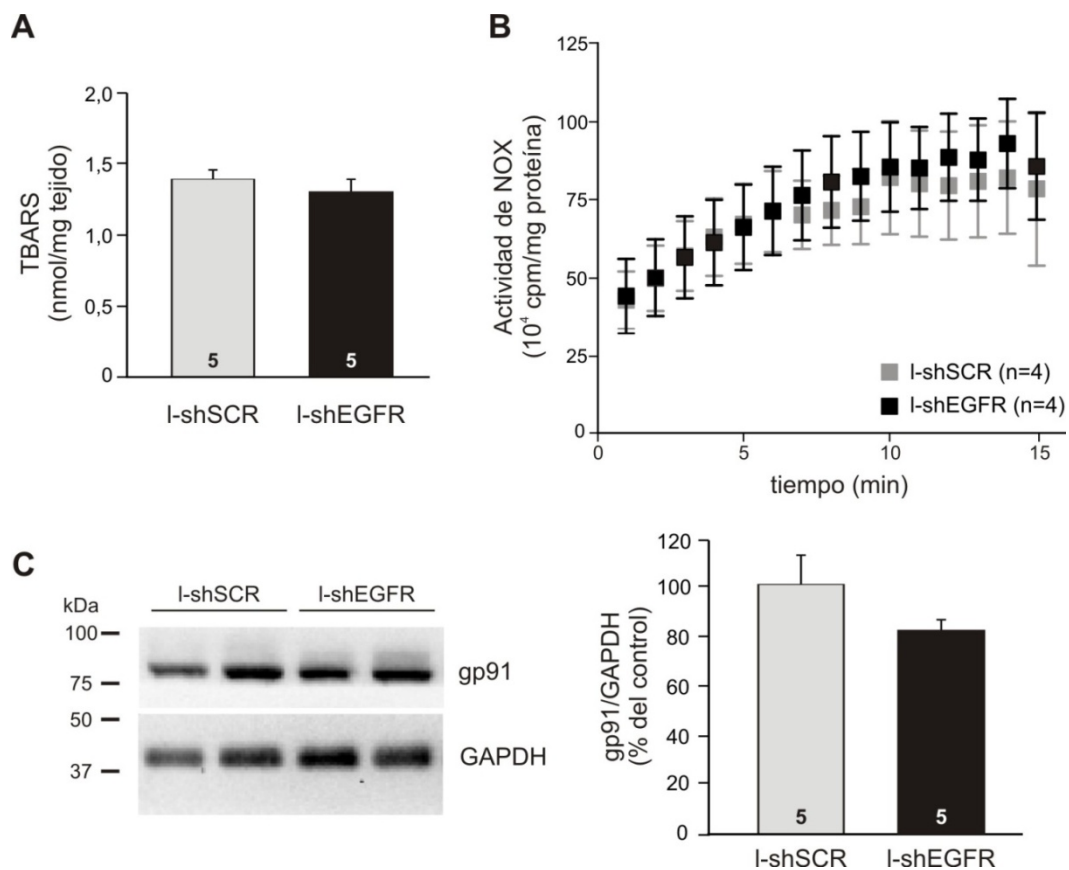 A
TBARS
(nmol/mg tejido)
2,0
1.5
1,0
0,5
0
5
5
l-shSCR
l-shEGFR
B
Actividad de NOX
(10⁴ cpm/mg proteína)
125
100
75
50
25
0
0
5
10
15
l-shSCR (n=4)
l-shEGFR (n=4)
tiempo (min)
C
kDa
l-shSCR
l-shEGFR
100
75
50
37
gp91
GAPDH
gp91/GAPDH
(% del control)
120
100
80
60
40
20
0
5
5
l-shSCR
l-shEGFR